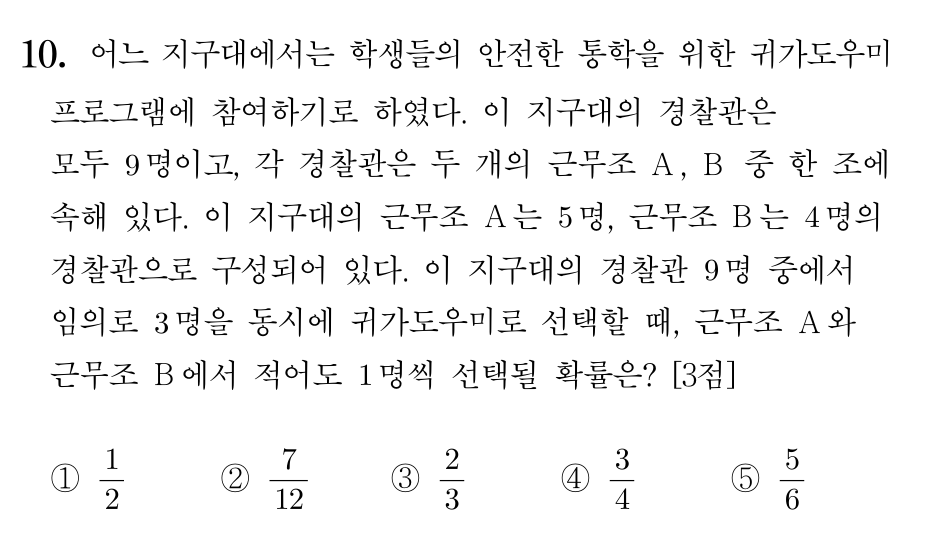 10. 어느 지구대에서는 학생들의 안전한 통학을 위한 귀가도우미
프로그램에 참여하기로 하였다. 이 지구대의 경찰관은
모두 9명이고, 각 경찰관은 두 개의 근무조 A, B 중 한 조에
속해 있다. 이 지구대의 근무조 A는 5명, 근무조 B는 4명의
경찰관으로 구성되어 있다. 이 지구대의 경찰관 9명 중에서
임의로 3명을 동시에 귀가도우미로 선택할 때, 근무조 A와
근무조 B에서 적어도 1명씩 선택될 확률은? [3점]
① 1/2 ② 7/12 ③ 2/3 ④ 3/4 ⑤ 5/6